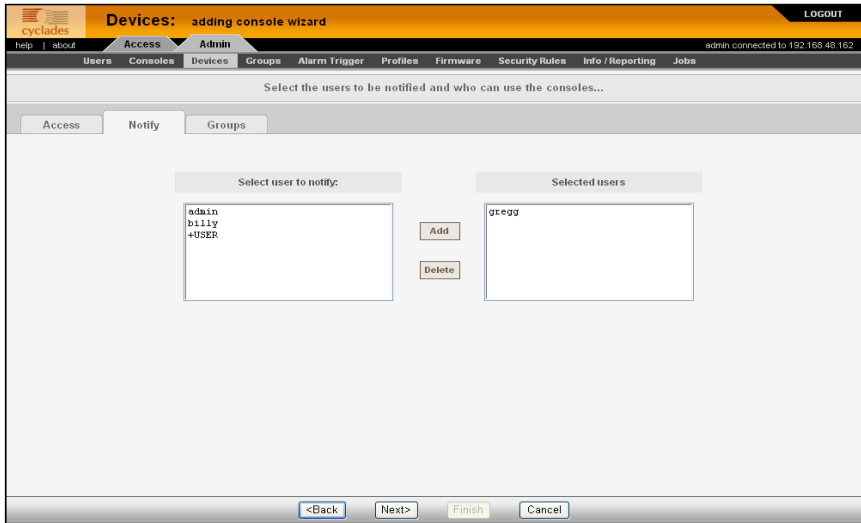 LOGOUT
Devices: adding console wizard
cyclades
help | about
Access Admin
admin connected to 192.168.48.162
Users Consoles Devices Groups Alarm Trigger Profiles Firmware Security Rules Info / Reporting Jobs
Select the users to be notified and who can use the consoles...
Access Notify Groups
Select user to notify:
Selected users
admin
billy
+USER
Add
Delete
gregg
<Back Next> Finish Cancel